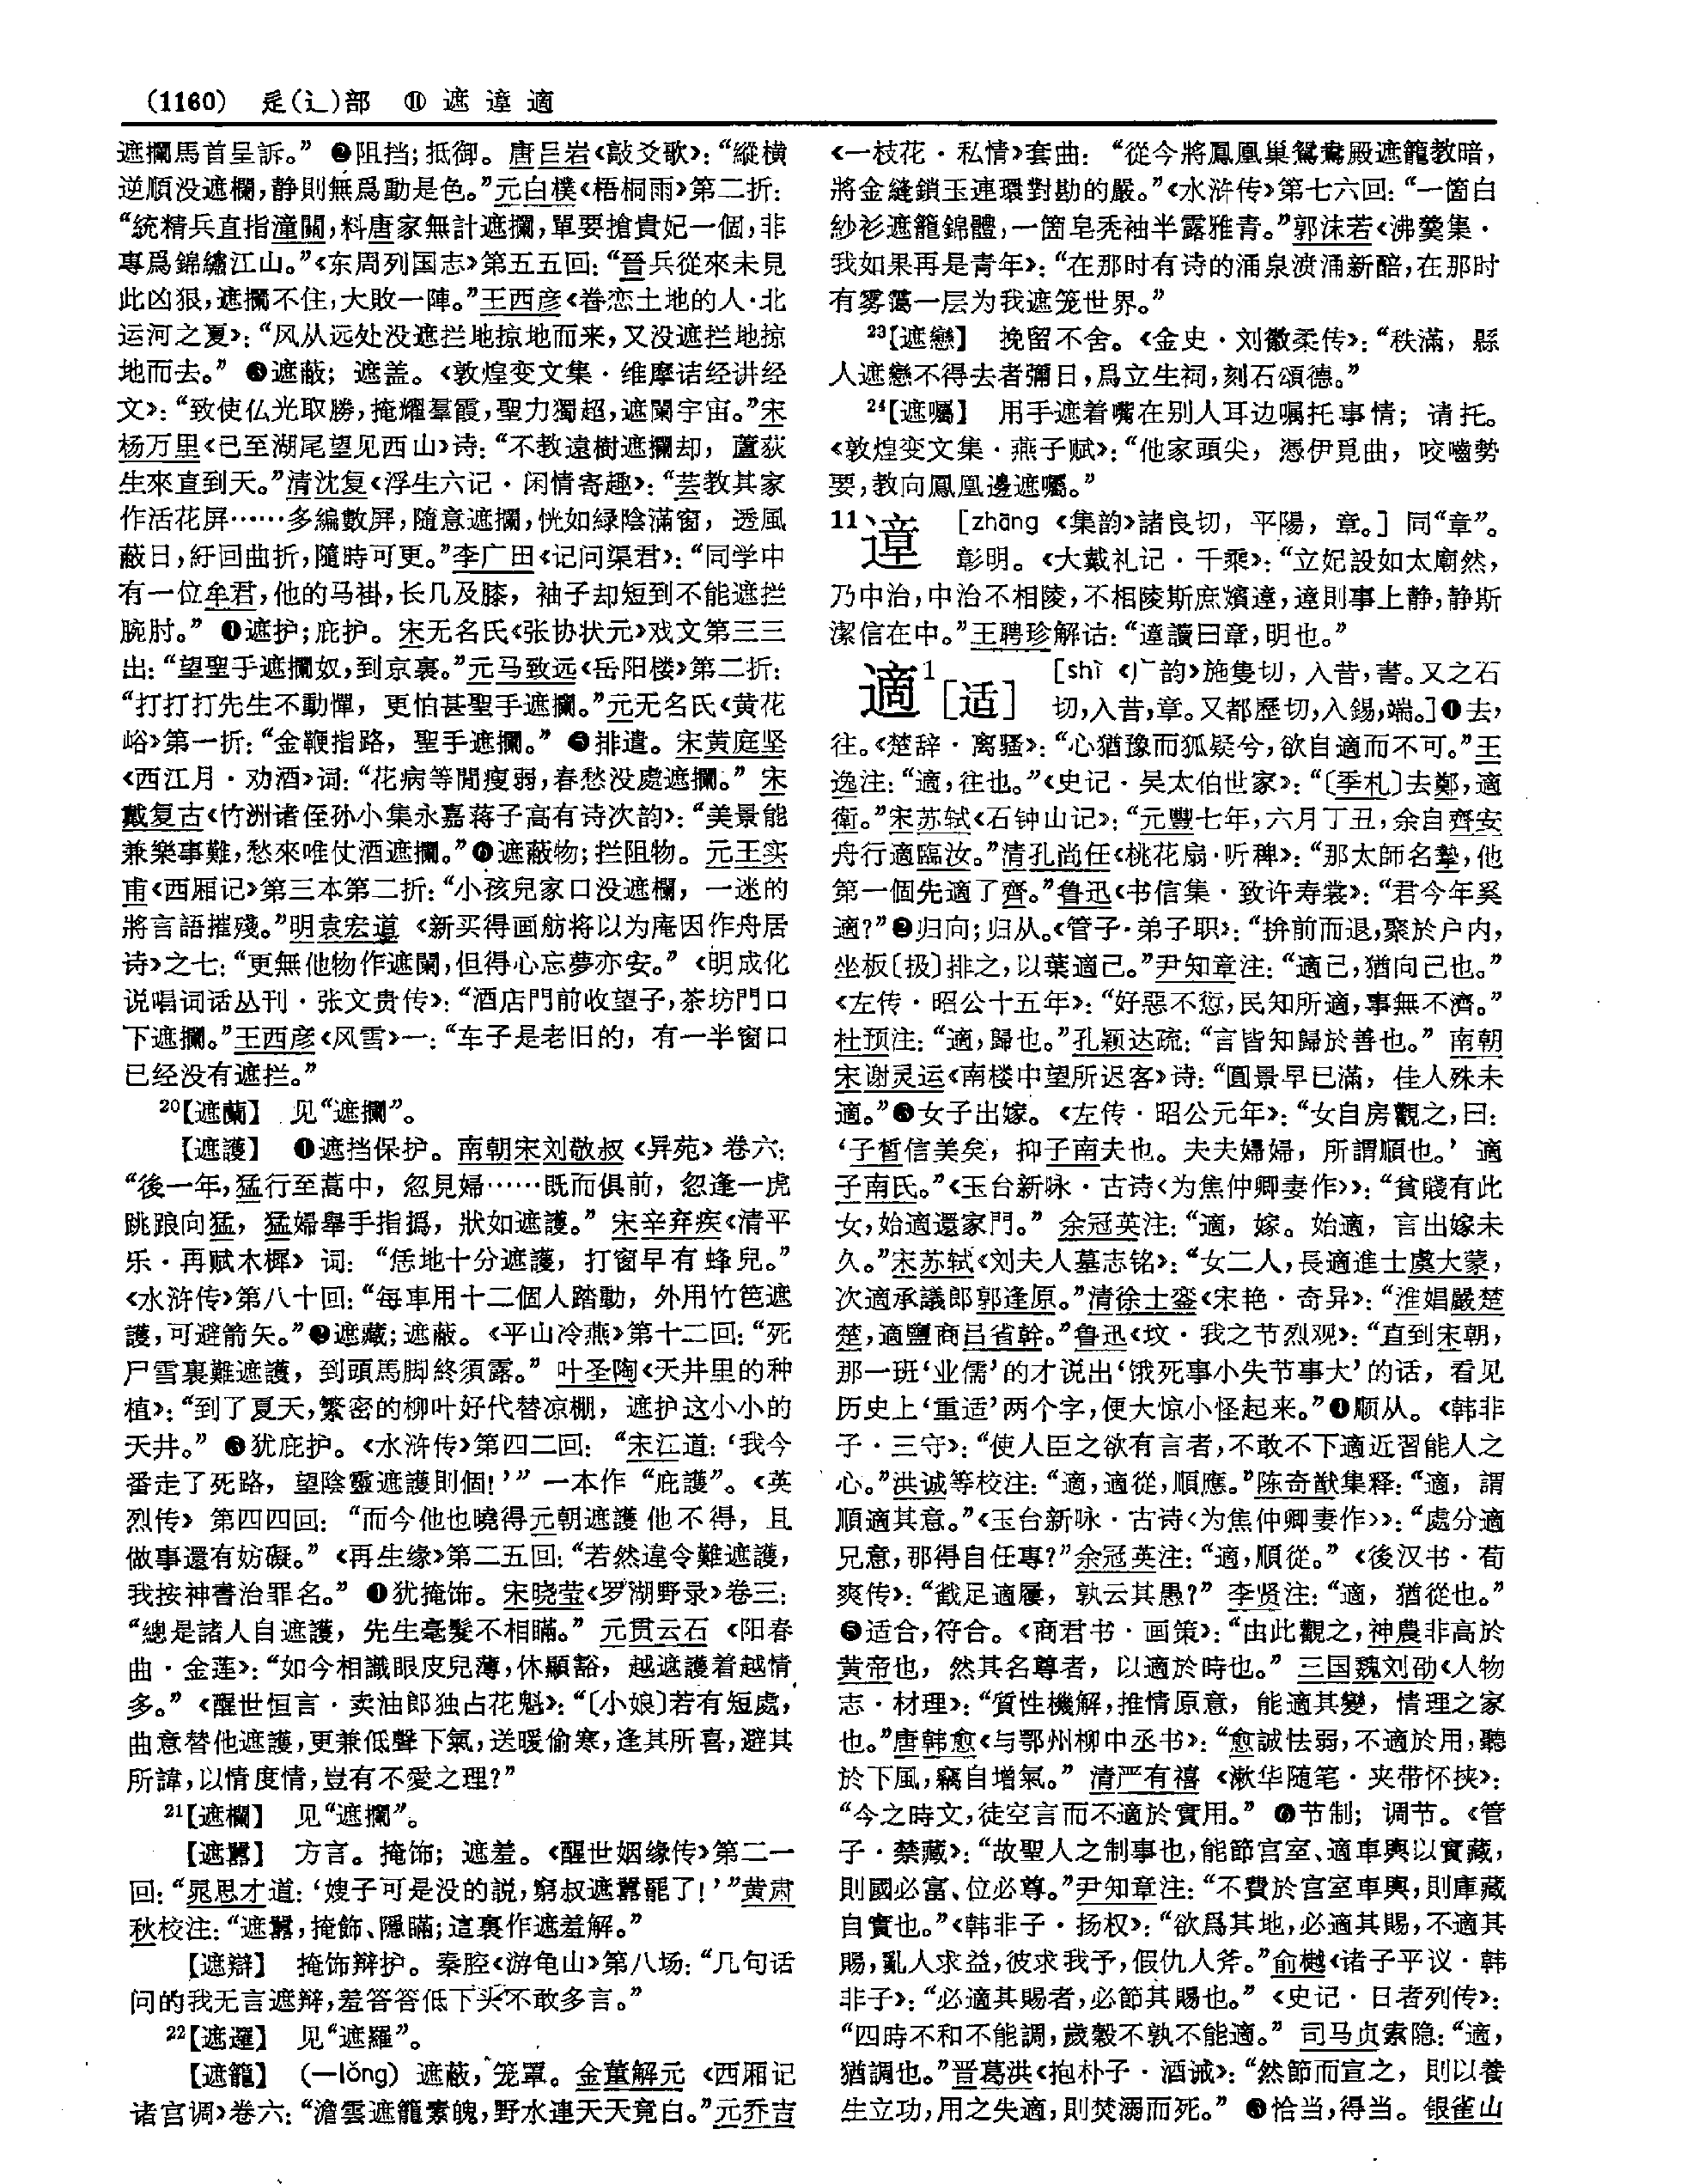 (1160) 辵(辶)部 ⑪ 遮 遧 適
遮攔馬首呈訴。” ❷阻挡;抵御。唐吕岩《敲爻歌》:“縱横
逆順没遮欄,静則無爲動是色。”元白樸《梧桐雨》第二折:
“統精兵直指潼關,料唐家無計遮攔,單要搶貴妃一個,非
專爲錦繡江山。”《东周列国志》第五五回:“晉兵從來未見
此凶狠,遮攔不住,大敗一陣。”王西彦《眷恋土地的人·北
运河之夏》:“风从远处没遮拦地掠地而来,又没遮拦地掠
地而去。” ❸遮蔽;遮盖。《敦煌变文集·维摩诘经讲经
文》:“致使仏光取勝,掩耀羣霞,聖力獨超,遮闌宇宙。”宋
杨万里《已至湖尾望见西山》诗:“不教遠樹遮攔却,蘆荻
生來直到天。”清沈复《浮生六记·闲情寄趣》:“芸教其家
作活花屏……多編數屏,隨意遮攔,恍如緑陰滿窗,透風
蔽日,紆回曲折,隨時可更。”李广田《记问渠君》:“同学中
有一位牟君,他的马褂,长几及膝,袖子却短到不能遮拦
腕肘。” ❹遮护;庇护。宋无名氏《张协状元》戏文第三三
出:“望聖手遮攔奴,到京裏。”元马致远《岳阳楼》第二折:
“打打打先生不動憚,更怕甚聖手遮攔。”元无名氏《黄花
峪》第一折:“金鞭指路,聖手遮攔。” ❺排遣。宋黄庭坚
《西江月·劝酒》词:“花病等閒瘦弱,春愁没處遮攔。” 宋
戴复古《竹洲诸侄孙小集永嘉蒋子高有诗次韵》:“美景能
兼樂事難,愁來唯仗酒遮攔。”❻遮蔽物;拦阻物。元王实
甫《西厢记》第三本第二折:“小孩兒家口没遮欄,一迷的
將言語摧殘。”明袁宏道《新买得画舫将以为庵因作舟居
诗》之七:“更無他物作遮闌,但得心忘夢亦安。”《明成化
说唱词话丛刊·张文贵传》:“酒店門前收望子,茶坊門口
下遮攔。”王西彦《风雪》一:“车子是老旧的,有一半窗口
已经没有遮拦。”
20【遮蘭】 见“遮攔”。
【遮護】 ❶遮挡保护。南朝宋刘敬叔《异苑》卷六:
“後一年,猛行至蒿中,忽見婦……既而俱前,忽逢一虎
跳踉向猛,猛婦舉手指撝,狀如遮護。” 宋辛弃疾《清平
乐·再赋木樨》词:“恁地十分遮護,打窗早有蜂兒。”
《水浒传》第八十回:“每車用十二個人踏動,外用竹笆遮
護,可避箭矢。”❷遮藏;遮蔽。《平山冷燕》第十二回:“死
尸雪裏難遮護,到頭馬脚終須露。” 叶圣陶《天井里的种
植》:“到了夏天,繁密的柳叶好代替凉棚,遮护这小小的
天井。” ❸犹庇护。《水浒传》第四二回:“宋江道:‘我今
番走了死路,望陰靈遮護則個!’” 一本作“庇護”。《英
烈传》第四四回:“而今他也曉得元朝遮護他不得,且
做事還有妨礙。”《再生缘》第二五回:“若然違令難遮護,
我按神書治罪名。” ❹犹掩饰。宋晓莹《罗湖野录》卷三:
“總是諸人自遮護,先生毫髮不相瞞。” 元贯云石《阳春
曲·金莲》:“如今相識眼皮兒薄,休顯豁,越遮護着越情
多。”《醒世恒言·卖油郎独占花魁》:“〔小娘〕若有短處,
曲意替他遮護,更兼低聲下氣,送暖偷寒,逢其所喜,避其
所諱,以情度情,豈有不愛之理?”
21【遮欄】 见“遮攔”。
【遮囂】 方言。掩饰;遮羞。《醒世姻缘传》第二一
回:“晁思才道:‘嫂子可是没的説,窮叔遮囂罷了!’”黄肃
秋校注:“遮囂,掩飾、隱瞞;這裏作遮羞解。”
【遮辯】 掩饰辩护。秦腔《游龟山》第八场:“几句话
问的我无言遮辩,羞答答低下头不敢多言。”
22【遮邏】 见“遮羅”。
【遮籠】 (—lǒng) 遮蔽,笼罩。金董解元《西厢记
诸宫调》卷六:“澹雲遮籠素魄,野水連天天竟白。”元乔吉
《一枝花·私情》套曲:“從今將鳳凰巢鴛鴦殿遮籠教暗,
將金縫鎖玉連環對勘的嚴。”《水浒传》第七六回:“一箇白
紗衫遮籠錦體,一箇皂秃袖半露雅青。”郭沫若《沸羹集·
我如果再是青年》:“在那时有诗的涌泉渍涌新醅,在那时
有雾霭一层为我遮笼世界。”
23【遮戀】 挽留不舍。《金史·刘徽柔传》:“秩滿,縣
人遮戀不得去者彌日,爲立生祠,刻石頌德。”
24【遮囑】 用手遮着嘴在别人耳边嘱托事情;请托。
《敦煌变文集·燕子赋》:“他家頭尖,憑伊覓曲,咬嚙勢
要,教向鳳凰邊遮囑。”
11遧 [zhāng 《集韵》諸良切,平陽,章。] 同“章”。
彰明。《大戴礼记·千乘》:“立妃設如太廟然,
乃中治,中治不相陵,不相陵斯庶嬪遧,遧則事上静,静斯
潔信在中。”王聘珍解诂:“遧讀曰章,明也。”
適1[适] [shì 《广韵》施隻切,入昔,書。又之石
切,入昔,章。又都歷切,入錫,端。]❶去,
往。《楚辞·离骚》:“心猶豫而狐疑兮,欲自適而不可。”王
逸注:“適,往也。”《史记·吴太伯世家》:“〔季札〕去鄭,適
衛。”宋苏轼《石钟山记》:“元豐七年,六月丁丑,余自齊安
舟行適臨汝。”清孔尚任《桃花扇·听稗》:“那太師名摯,他
第一個先適了齊。”鲁迅《书信集·致许寿裳》:“君今年奚
適?”❷归向;归从。《管子·弟子职》:“拚前而退,聚於户内,
坐板〔扱〕排之,以葉適己。”尹知章注:“適己,猶向己也。”
《左传·昭公十五年》:“好惡不愆,民知所適,事無不濟。”
杜预注:“適,歸也。”孔颖达疏:“言皆知歸於善也。” 南朝
宋谢灵运《南楼中望所迟客》诗:“圓景早已滿,佳人殊未
適。”❸女子出嫁。《左传·昭公元年》:“女自房觀之,曰:
‘子晳信美矣,抑子南夫也。夫夫婦婦,所謂順也。’適
子南氏。”《玉台新咏·古诗〈为焦仲卿妻作〉》:“貧賤有此
女,始適還家門。” 余冠英注:“適,嫁。始適,言出嫁未
久。”宋苏轼《刘夫人墓志铭》:“女二人,長適進士虞大蒙,
次適承議郎郭逢原。”清徐士銮《宋艳·奇异》:“淮娼嚴楚
楚,適鹽商吕省幹。”鲁迅《坟·我之节烈观》:“直到宋朝,
那一班‘业儒’的才说出‘饿死事小失节事大’的话,看见
历史上‘重适’两个字,便大惊小怪起来。”❹顺从。《韩非
子·三守》:“使人臣之欲有言者,不敢不下適近習能人之
心。”洪诚等校注:“適,適從,順應。”陈奇猷集释:“適,謂
順適其意。”《玉台新咏·古诗〈为焦仲卿妻作〉》:“處分適
兄意,那得自任專?”余冠英注:“適,順從。”《後汉书·荀
爽传》:“截足適屨,孰云其愚?” 李贤注:“適,猶從也。”
❺适合,符合。《商君书·画策》:“由此觀之,神農非高於
黄帝也,然其名尊者,以適於時也。” 三国魏刘劭《人物
志·材理》:“質性機解,推情原意,能適其變,情理之家
也。”唐韩愈《与鄂州柳中丞书》:“愈誠怯弱,不適於用,聽
於下風,竊自增氣。” 清严有禧《漱华随笔·夹带怀挟》:
“今之時文,徒空言而不適於實用。” ❻节制;调节。《管
子·禁藏》:“故聖人之制事也,能節宫室、適車輿以實藏,
則國必富、位必尊。”尹知章注:“不費於宫室車輿,則庫藏
自實也。”《韩非子·扬权》:“欲爲其地,必適其賜,不適其
賜,亂人求益,彼求我予,假仇人斧。”俞樾《诸子平议·韩
非子》:“必適其賜者,必節其賜也。”《史记·日者列传》:
“四時不和不能調,歲穀不孰不能適。” 司马贞索隐:“適,
猶調也。”晋葛洪《抱朴子·酒诫》:“然節而宣之,則以養
生立功,用之失適,則焚溺而死。” ❸恰当,得当。银雀山